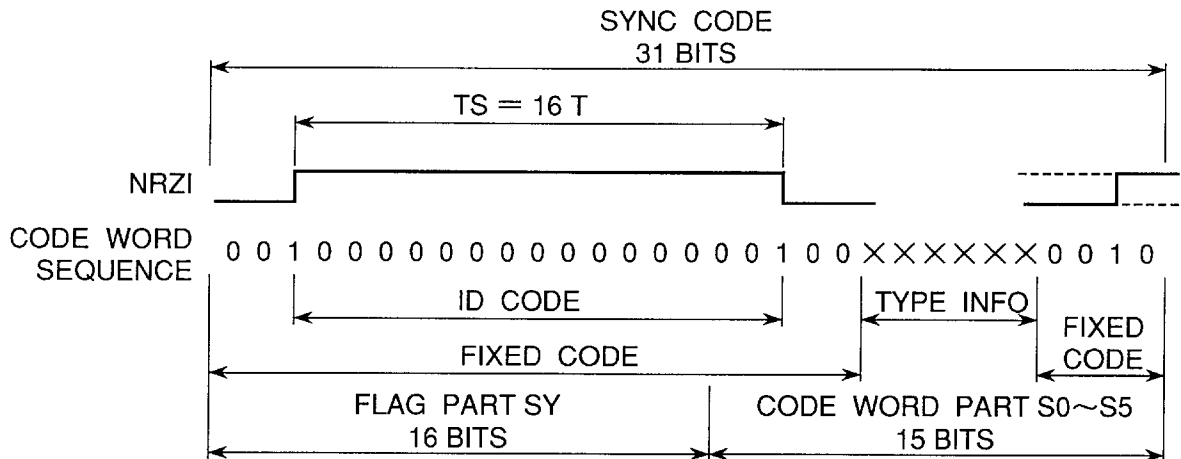 SYNC CODE
31 BITS
TS = 16 T
NRZI
CODE WORD
SEQUENCE
0 0 1 0 0 0 0 0 0 0 0 0 0 0 0 0 0 0 1 0 0 × × × × × × 0 0 1 0
ID CODE
TYPE INFO
FIXED CODE
FIXED
CODE
FLAG PART SY
16 BITS
CODE WORD PART S0~S5
15 BITS